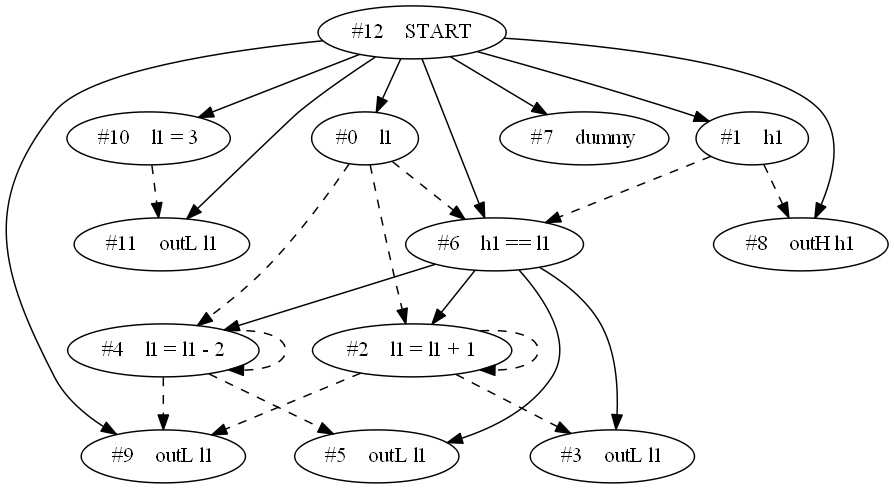 #12 START
#10 l1 = 3
#0 l1
#7 dummy
#1 h1
#11 outL l1
#6 h1 == l1
#8 outH h1
#4 l1 = l1 - 2
#2 l1 = l1 + 1
#9 outL l1
#5 outL l1
#3 outL l1